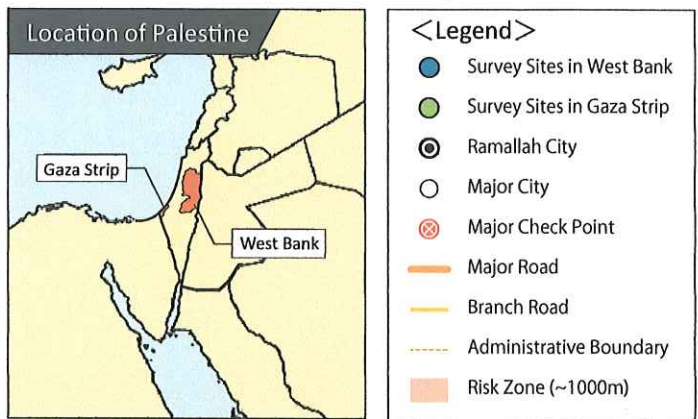 Location of Palestine
Gaza Strip
West Bank
<Legend>
Survey Sites in West Bank
Survey Sites in Gaza Strip
Ramallah City
Major City
Major Check Point
Major Road
Branch Road
Administrative Boundary
Risk Zone (~1000m)